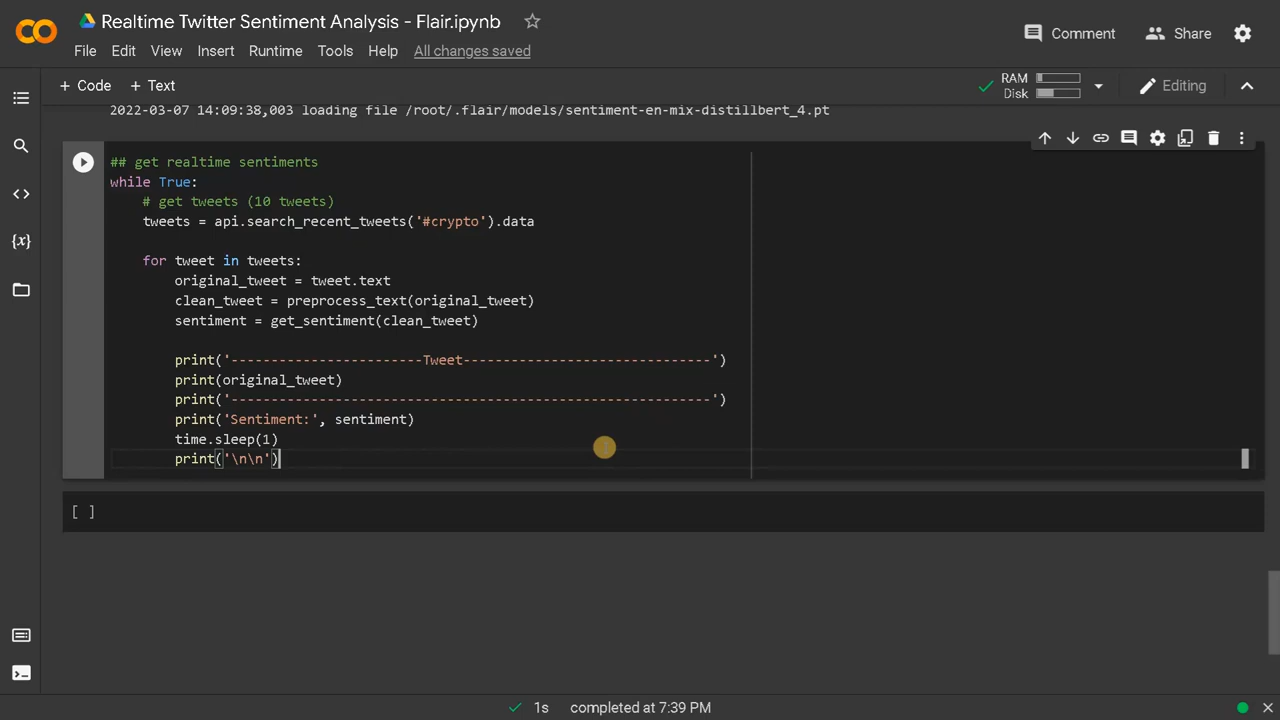 Realtime Twitter Sentiment Analysis - Flair.ipynb
Comment
Share
File Edit View Insert Runtime Tools Help All changes saved
+ Code + Text
RAM
Disk
Editing
2022-03-07 14:09:38,003 loading file /root/.flair/models/sentiment-en-mix-distillbert_4.pt
## get realtime sentiments
while True:
    # get tweets (10 tweets)
    tweets = api.search_recent_tweets('#crypto').data
    for tweet in tweets:
        original_tweet = tweet.text
        clean_tweet = preprocess_text(original_tweet)
        sentiment = get_sentiment(clean_tweet)
        print('------------------------Tweet-------------------------------')
        print(original_tweet)
        print('------------------------------------------------------------')
        print('Sentiment:', sentiment)
        time.sleep(1)
        print('\n\n')
[ ]
1s completed at 7:39 PM